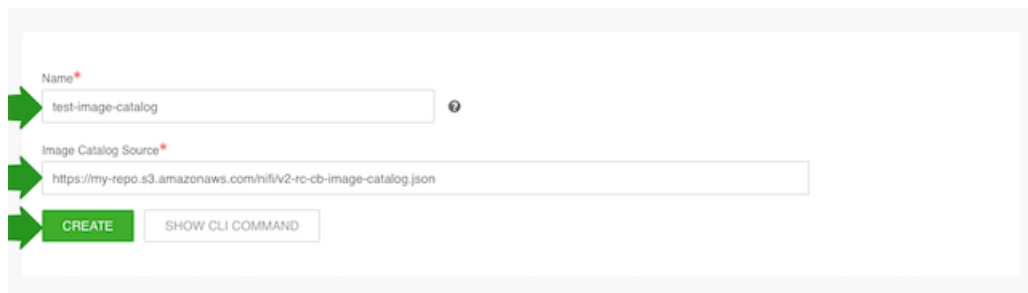 Name*
test-image-catalog
Image Catalog Source*
https://my-repo.s3.amazonaws.com/nifi/v2-rc-cb-image-catalog.json
CREATE SHOW CLI COMMAND